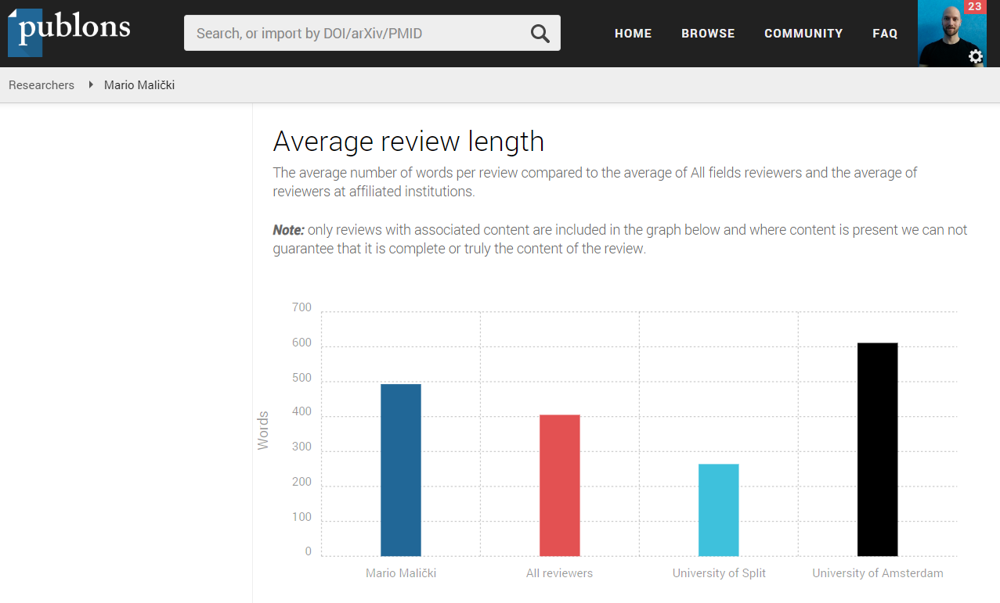 publons
Search, or import by DOI/arXiv/PMID
HOME
BROWSE
COMMUNITY
FAQ
23
Researchers
Mario Malički
Average review length
The average number of words per review compared to the average of All fields reviewers and the average of
reviewers at affiliated institutions.
Note: only reviews with associated content are included in the graph below and where content is present we can not
guarantee that it is complete or truly the content of the review.
700
600
500
400
300
200
100
0
Words
Mario Malički
All reviewers
University of Split
University of Amsterdam